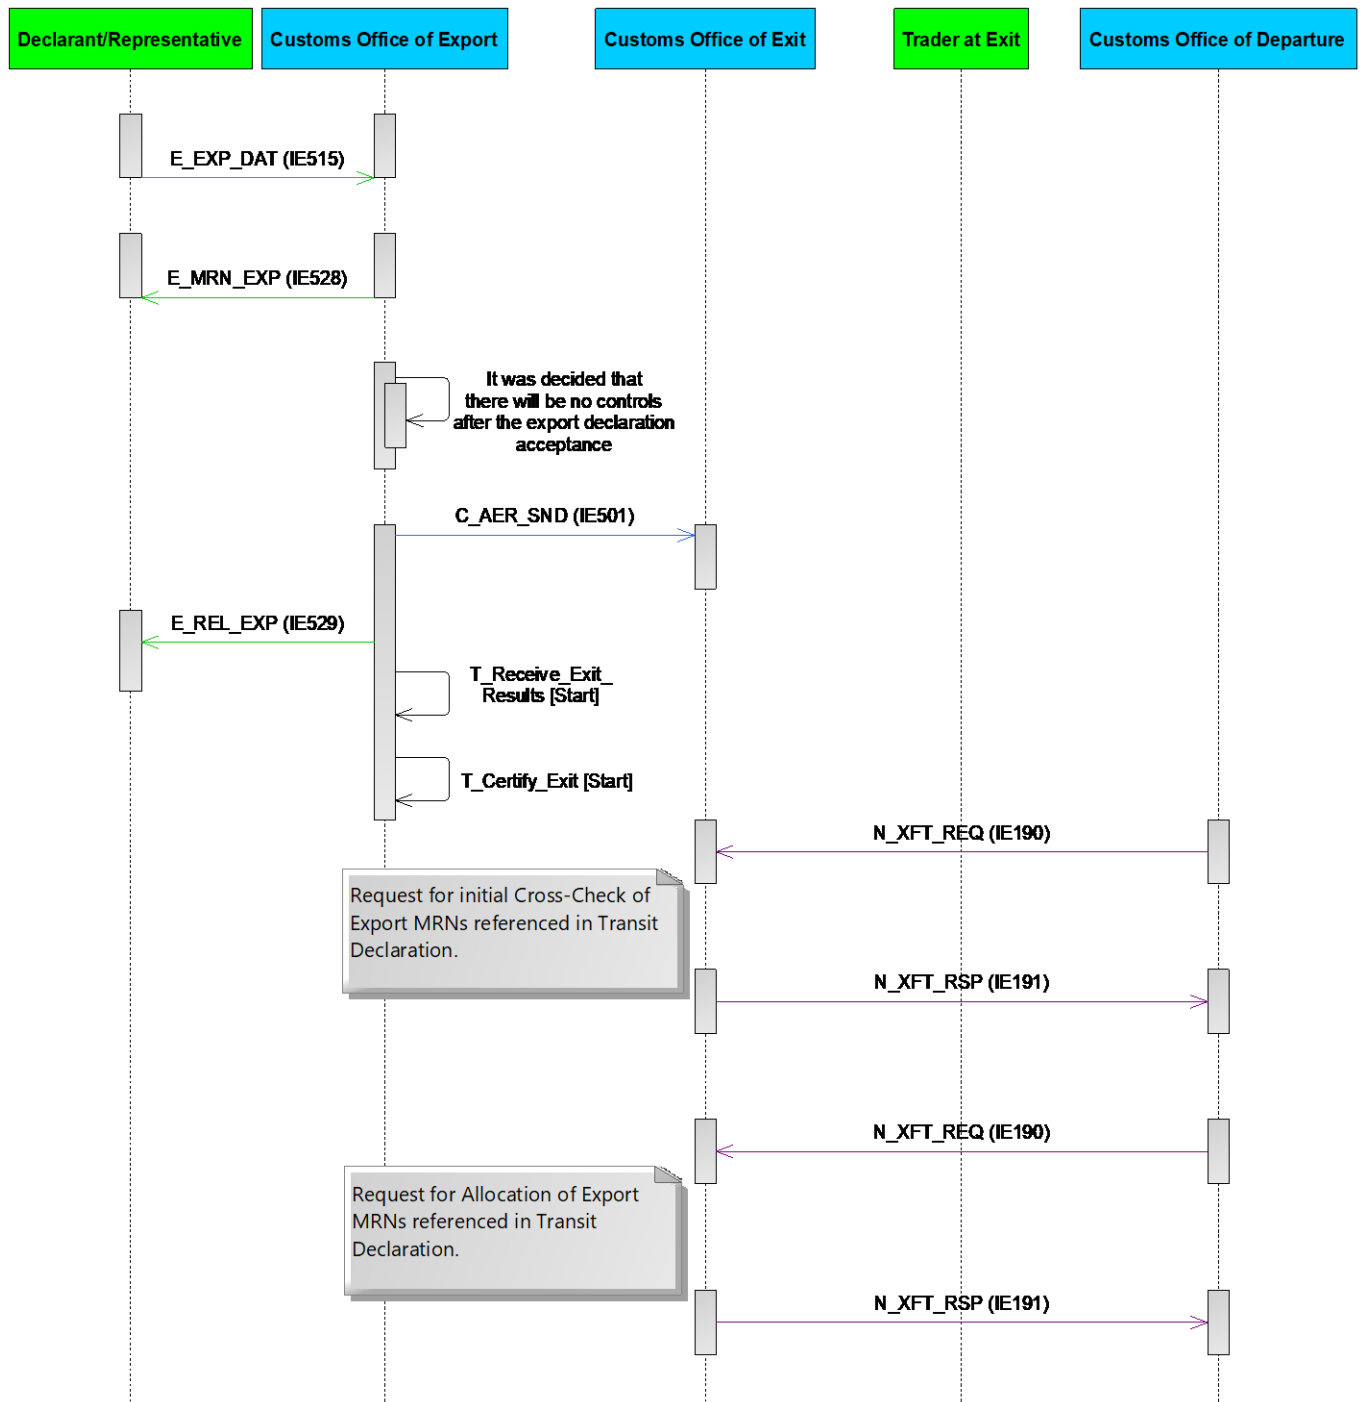 Declarant/Representative
Customs Office of Export
Customs Office of Exit
Trader at Exit
Customs Office of Departure
E_EXP_DAT (IE515)
E_MRN_EXP (IE528)
It was decided that
there will be no controls
after the export declaration
acceptance
C_AER_SND (IE501)
E_REL_EXP (IE529)
T_Receive_Exit_
Results [Start]
T_Certify_Exit [Start]
N_XFT_REQ (IE190)
Request for initial Cross-Check of
Export MRNs referenced in Transit
Declaration.
N_XFT_RSP (IE191)
N_XFT_REQ (IE190)
Request for Allocation of Export
MRNs referenced in Transit
Declaration.
N_XFT_RSP (IE191)